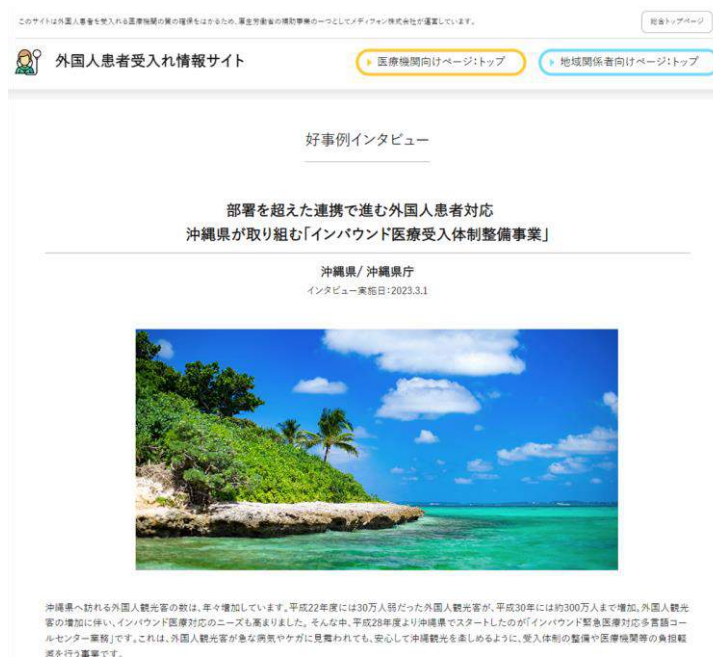 このサイトは外国人患者を受入れる医療機関の質の確保をはかるため、厚生労働省の補助事業の一つとしてメディフォン株式会社が運営しています。
総合トップページ
外国人患者受入れ情報サイト
医療機関向けページ:トップ
地域関係者向けページ:トップ
好事例インタビュー
部署を超えた連携で進む外国人患者対応
沖縄県が取り組む「インバウンド医療受入体制整備事業」
沖縄県/ 沖縄県庁
インタビュー実施日:2023.3.1
沖縄県へ訪れる外国人観光客の数は、年々増加しています。平成22年度には30万人弱だった外国人観光客が、平成30年には約300万人まで増加。外国人観光
客の増加に伴い、インバウンド医療対応のニーズも高まりました。そんな中、平成28年度より沖縄県でスタートしたのが「インバウンド緊急医療対応多言語コー
ルセンター業務」です。これは、外国人観光客が急な病気やケガに見舞われても、安心して沖縄観光を楽しめるように、受入体制の整備や医療機関等の負担軽
減を行う事業です。